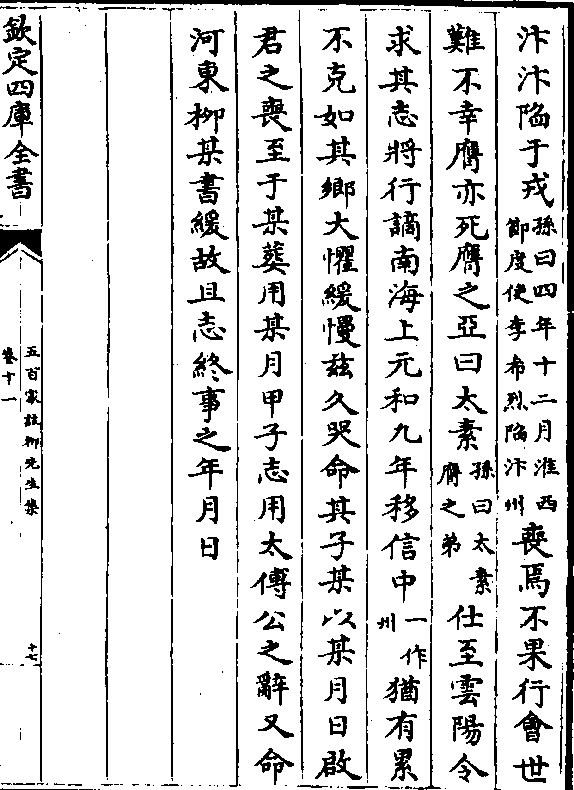 汴汴陷于戎孫曰四年十二月淮西節度使李希烈陷汴州喪焉不果行會世
難不幸膺亦死膺之亞曰太素孫曰太素膺之弟仕至雲陽令
求其志將行謫南海上元和九年移信中一作州猶有累
不克如其鄉大懼緩慢兹久哭命其子某以某月日啟
君之喪至于某葬用某月甲子志用太傅公之辭又命
河東柳某書緩故且志終事之年月日
欽定四庫全書
五百家註柳先生集
卷十一
十七